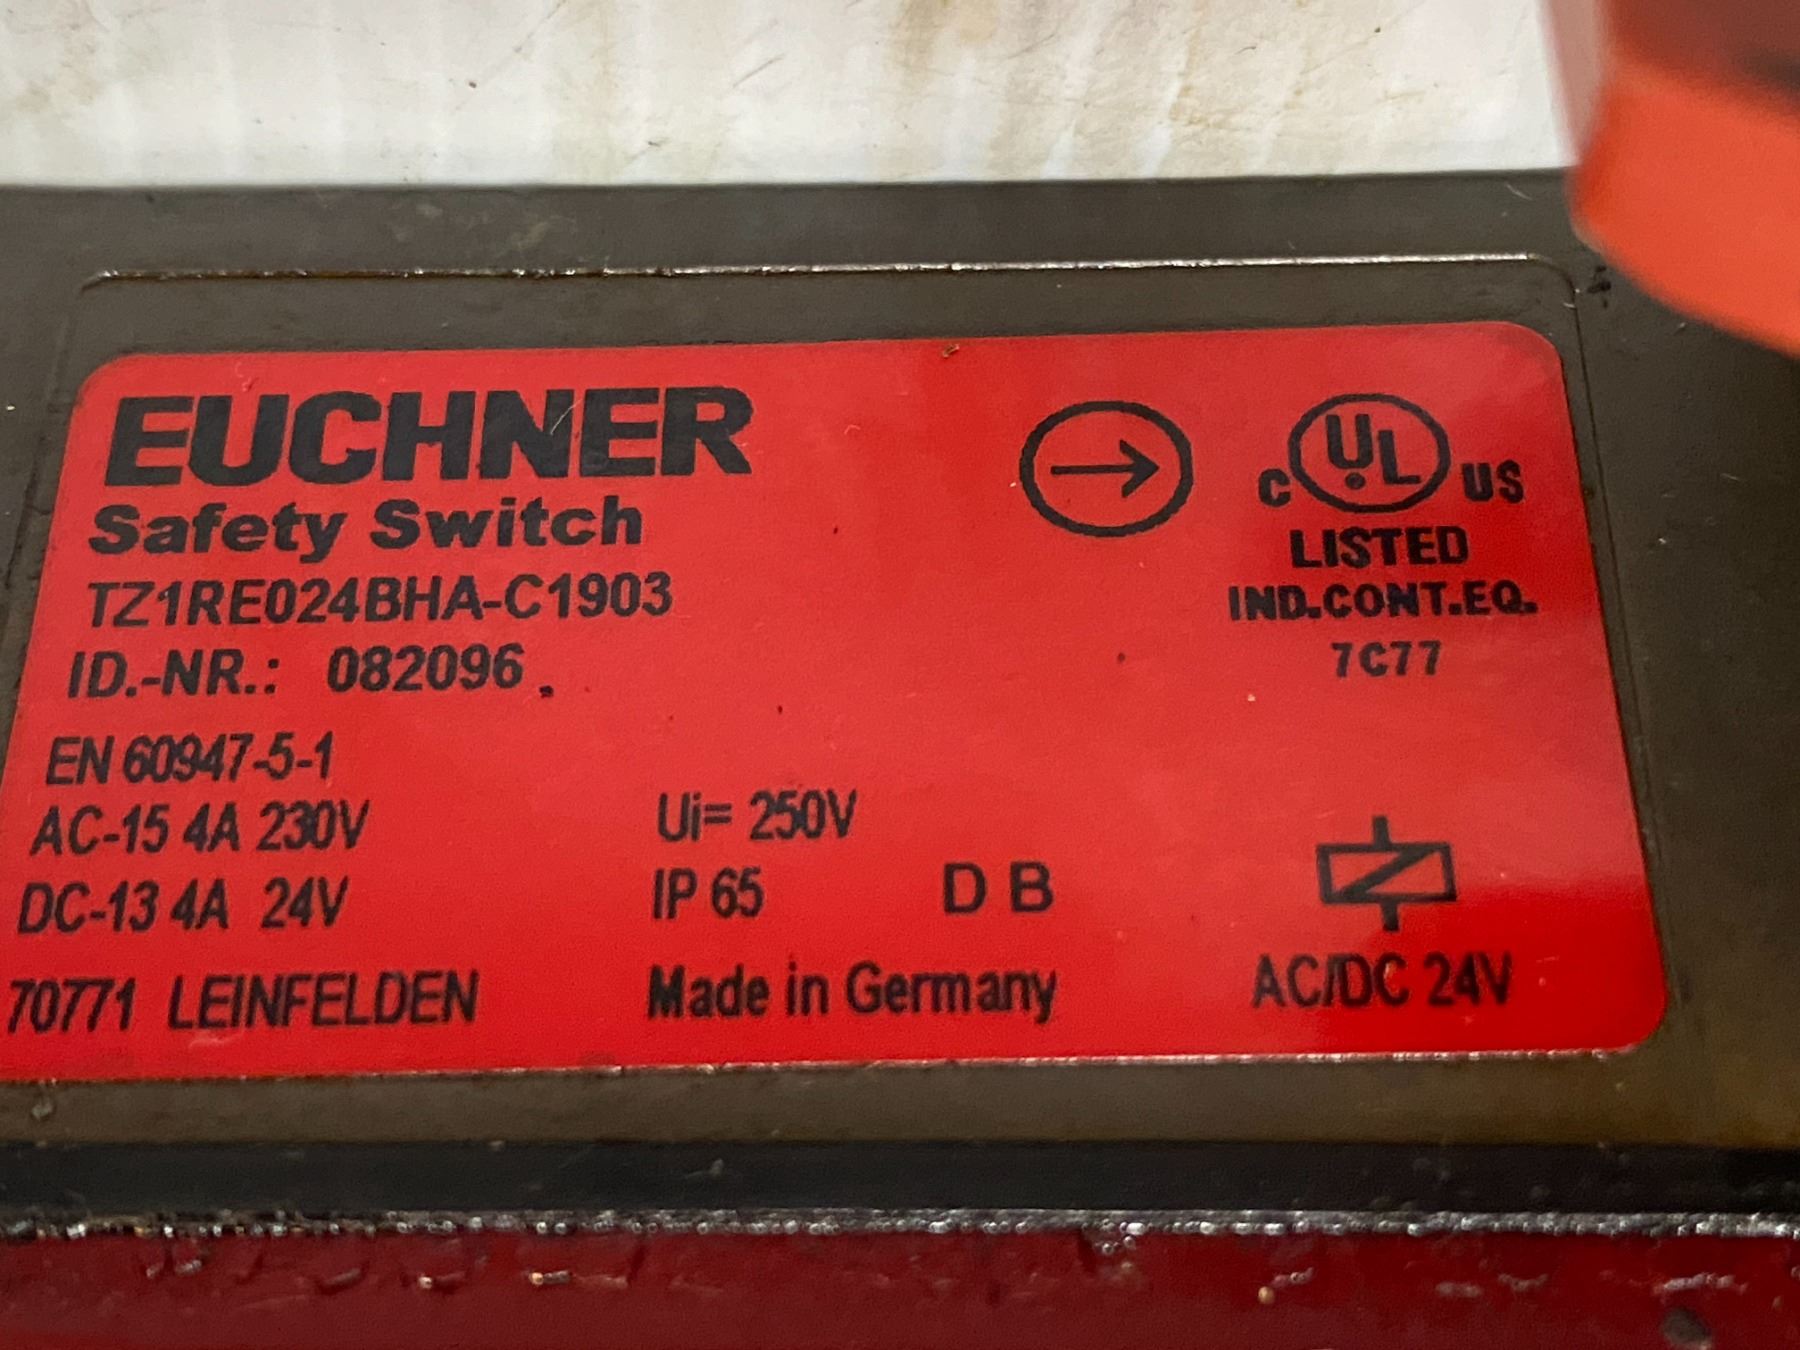 EUCHNER
Safety Switch
TZ1RE024BHA-C1903
ID.-NR.: 082096
EN 60947-5-1
AC-15 4A 230V
DC-13 4A 24V
70771 LEINFELDEN
Ui= 250V
IP 65 D B
Made in Germany
C UL US
LISTED
IND.CONT.EQ.
7C77
AC/DC 24V